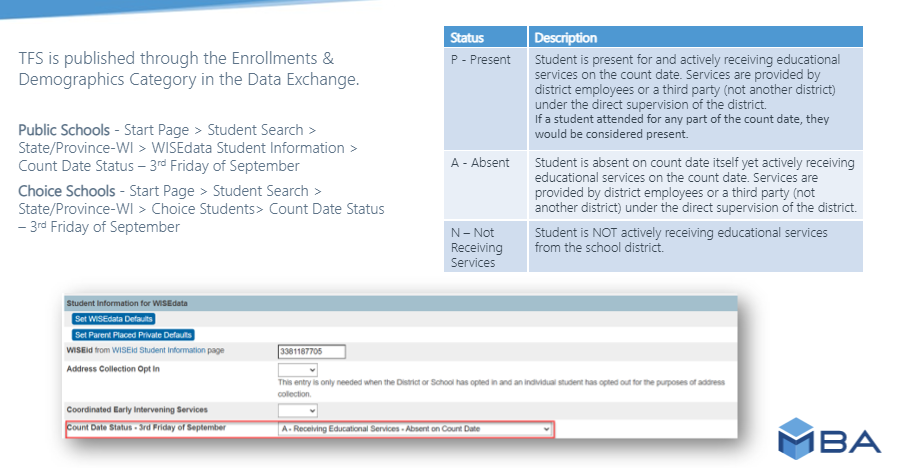 TFS is published through the Enrollments &
Demographics Category in the Data Exchange.
Public Schools - Start Page > Student Search >
State/Province-WI > WISEdata Student Information >
Count Date Status – 3rd Friday of September
Choice Schools - Start Page > Student Search >
State/Province-WI > Choice Students> Count Date Status
– 3rd Friday of September
Status Description
P - Present Student is present for and actively receiving educational
services on the count date. Services are provided by
district employees or a third party (not another district)
under the direct supervision of the district.
If a student attended for any part of the count date, they
would be considered present.
A - Absent Student is absent on count date itself yet actively receiving
educational services on the count date. Services are
provided by district employees or a third party (not
another district) under the direct supervision of the district.
N – Not Student is NOT actively receiving educational services
Receiving from the school district.
Services
Student Information for WISEdata
Set WISEdata Defaults
Set Parent Placed Private Defaults
WISEid from WISEid Student Information page 3381187705
Address Collection Opt In
This entry is only needed when the District or School has opted in and an individual student has opted out for the purposes of address
collection.
Coordinated Early Intervening Services
Count Date Status - 3rd Friday of September A - Receiving Educational Services - Absent on Count Date
MBA